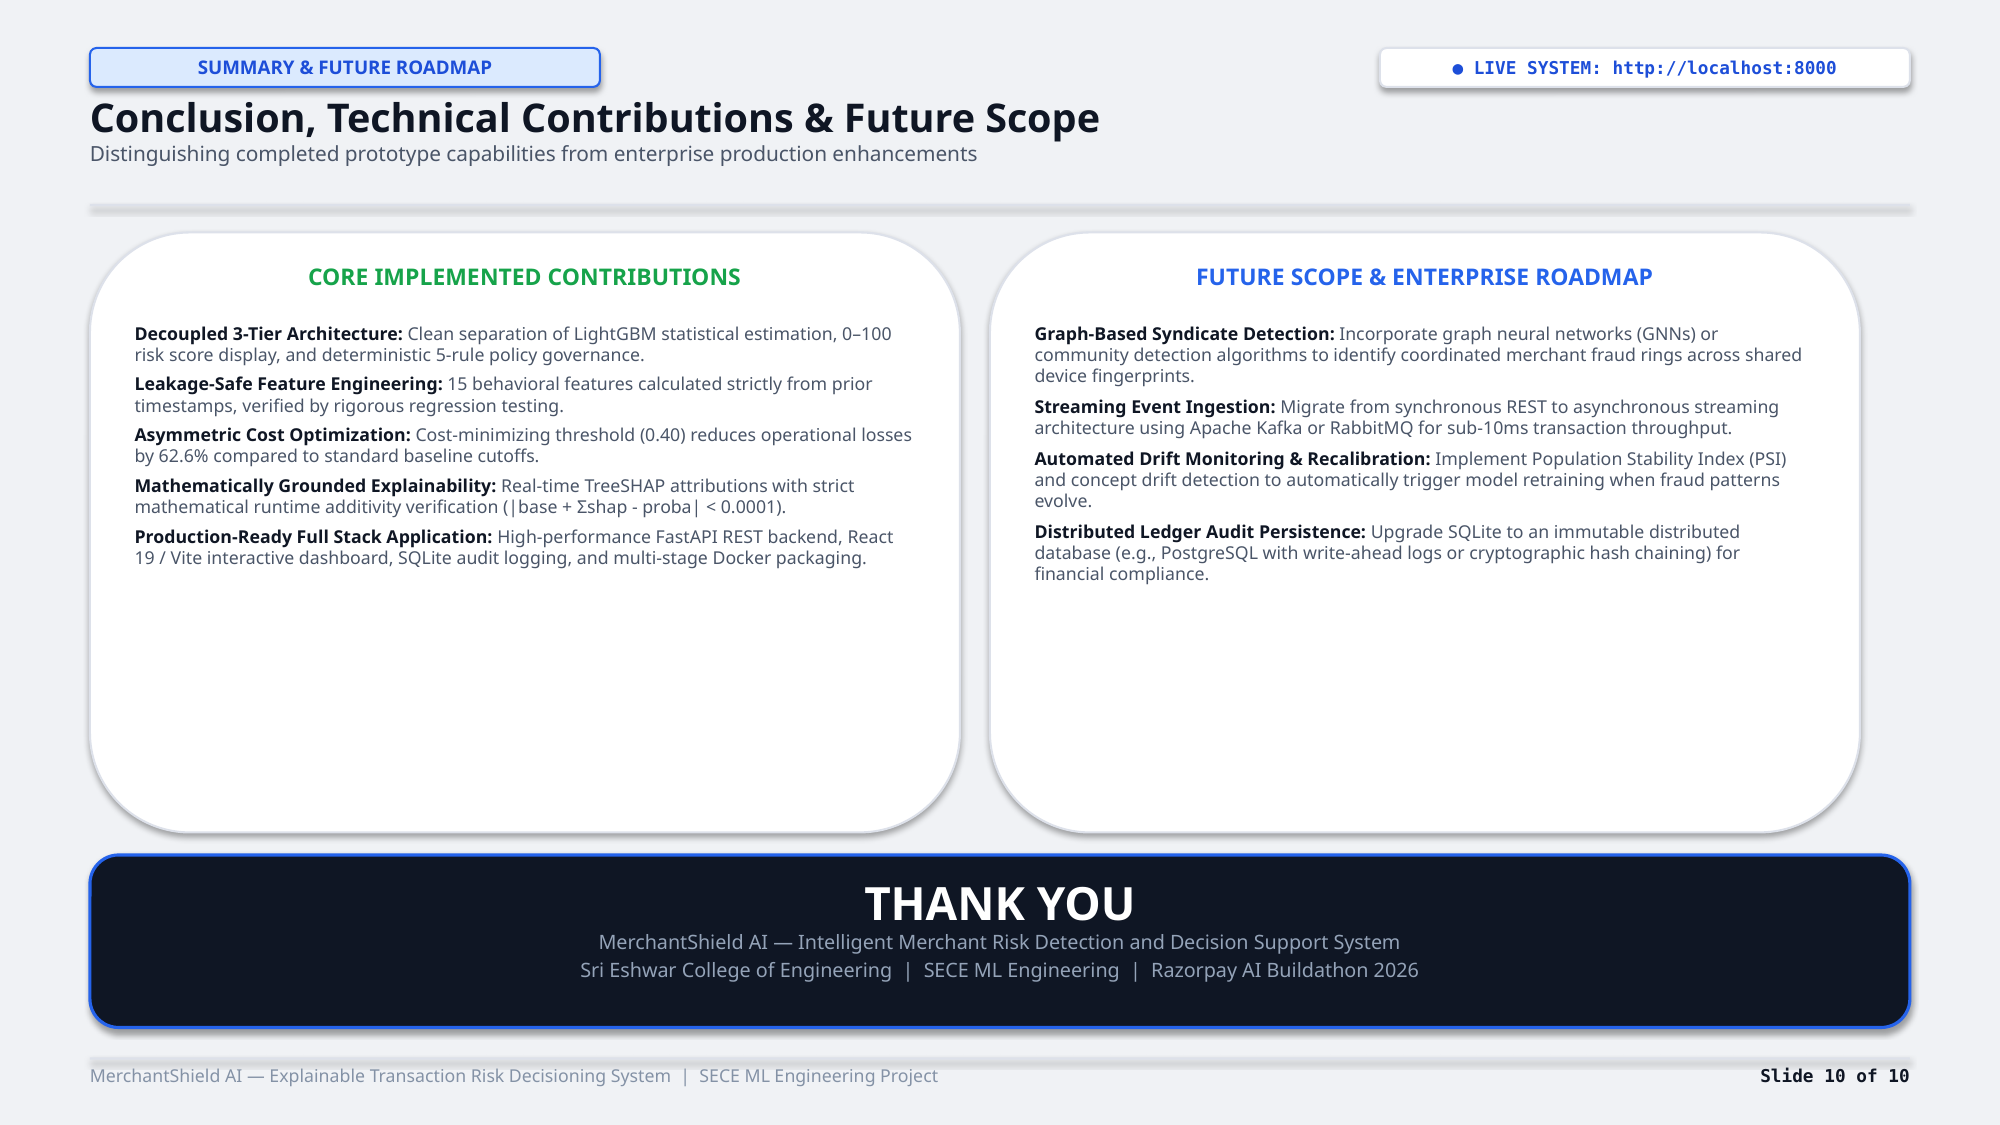 SUMMARY & FUTURE ROADMAP
● LIVE SYSTEM: http://localhost:8000
Conclusion, Technical Contributions & Future Scope
Distinguishing completed prototype capabilities from enterprise production enhancements
CORE IMPLEMENTED CONTRIBUTIONS
Decoupled 3-Tier Architecture: Clean separation of LightGBM statistical estimation, 0–100
risk score display, and deterministic 5-rule policy governance.
Leakage-Safe Feature Engineering: 15 behavioral features calculated strictly from prior
timestamps, verified by rigorous regression testing.
Asymmetric Cost Optimization: Cost-minimizing threshold (0.40) reduces operational losses
by 62.6% compared to standard baseline cutoffs.
Mathematically Grounded Explainability: Real-time TreeSHAP attributions with strict
mathematical runtime additivity verification (|base + Σshap - proba| < 0.0001).
Production-Ready Full Stack Application: High-performance FastAPI REST backend, React
19 / Vite interactive dashboard, SQLite audit logging, and multi-stage Docker packaging.
FUTURE SCOPE & ENTERPRISE ROADMAP
Graph-Based Syndicate Detection: Incorporate graph neural networks (GNNs) or
community detection algorithms to identify coordinated merchant fraud rings across shared
device fingerprints.
Streaming Event Ingestion: Migrate from synchronous REST to asynchronous streaming
architecture using Apache Kafka or RabbitMQ for sub-10ms transaction throughput.
Automated Drift Monitoring & Recalibration: Implement Population Stability Index (PSI)
and concept drift detection to automatically trigger model retraining when fraud patterns
evolve.
Distributed Ledger Audit Persistence: Upgrade SQLite to an immutable distributed
database (e.g., PostgreSQL with write-ahead logs or cryptographic hash chaining) for
financial compliance.
THANK YOU
MerchantShield AI — Intelligent Merchant Risk Detection and Decision Support System
Sri Eshwar College of Engineering | SECE ML Engineering | Razorpay AI Buildathon 2026
MerchantShield AI — Explainable Transaction Risk Decisioning System | SECE ML Engineering Project
Slide 10 of 10